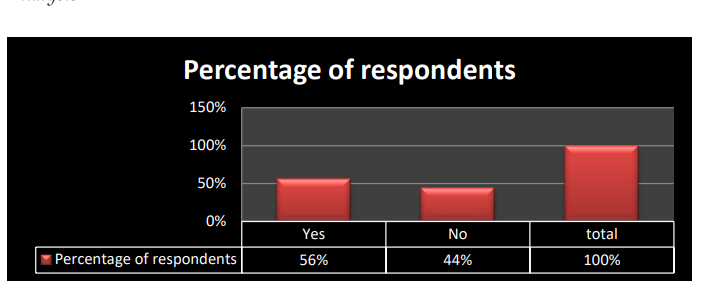 Percentage of respondents
150%
100%
50%
0%
Yes No total
Percentage of respondents 56% 44% 100%